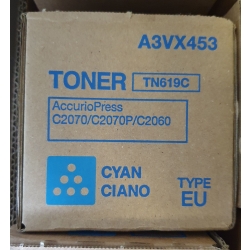 A3VX453
TONER TN619C
AccurioPress
C2070/C2070P/C2060
CYAN
CIANO
TYPE
EU